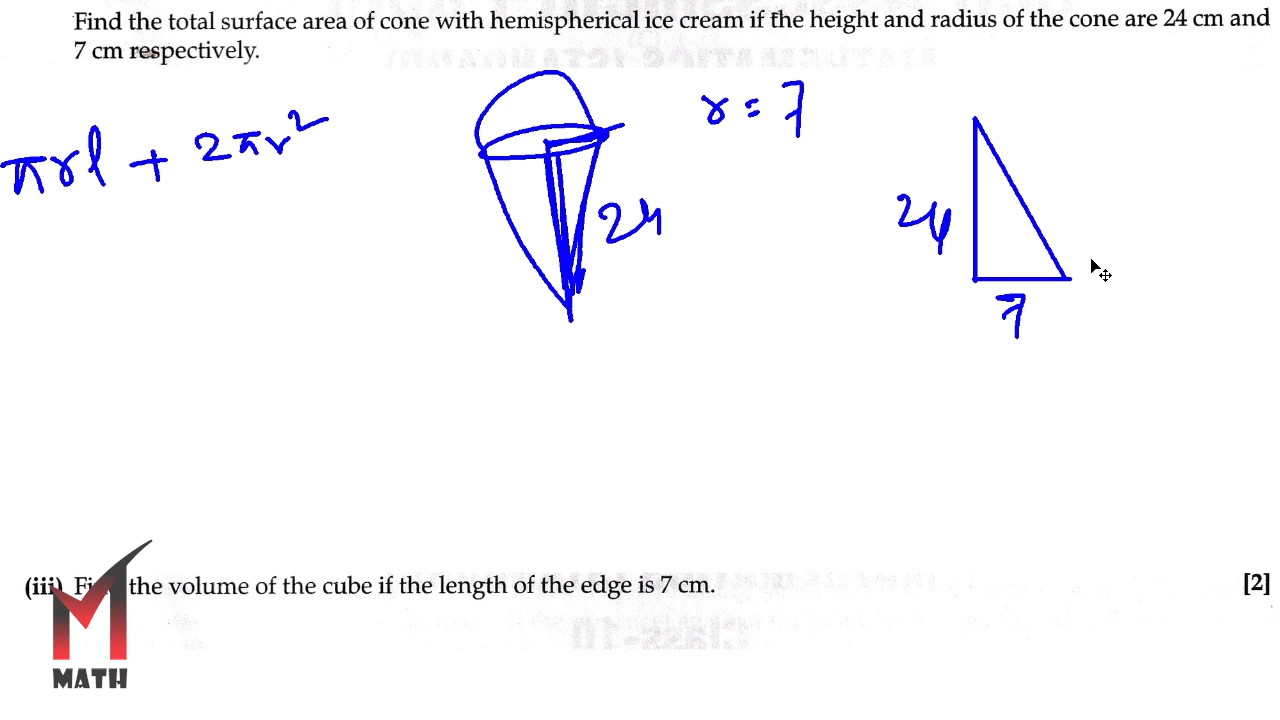 Find the total surface area of cone with hemispherical ice cream if the height and radius of the cone are 24 cm and
7 cm respectively.
πrl + 2πr²
r = 7
24
24
7
(iii) the volume of the cube if the length of the edge is 7 cm. [2]
MATH